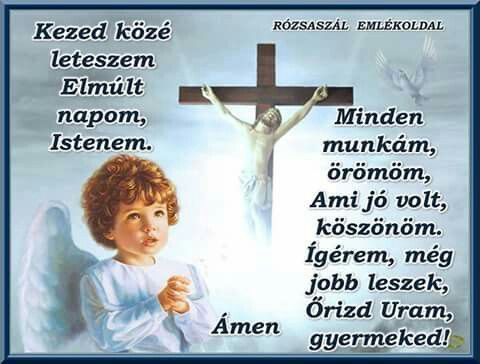 RÓZSASZÁL EMLÉKOLDAL
Kezed közé
leteszem
Elmúlt
napom,
Istenem.
Minden
munkám,
örömöm,
Ami jó volt,
köszönöm.
Ígérem, még
jobb leszek,
Őrizd Uram,
gyermeked!
Ámen